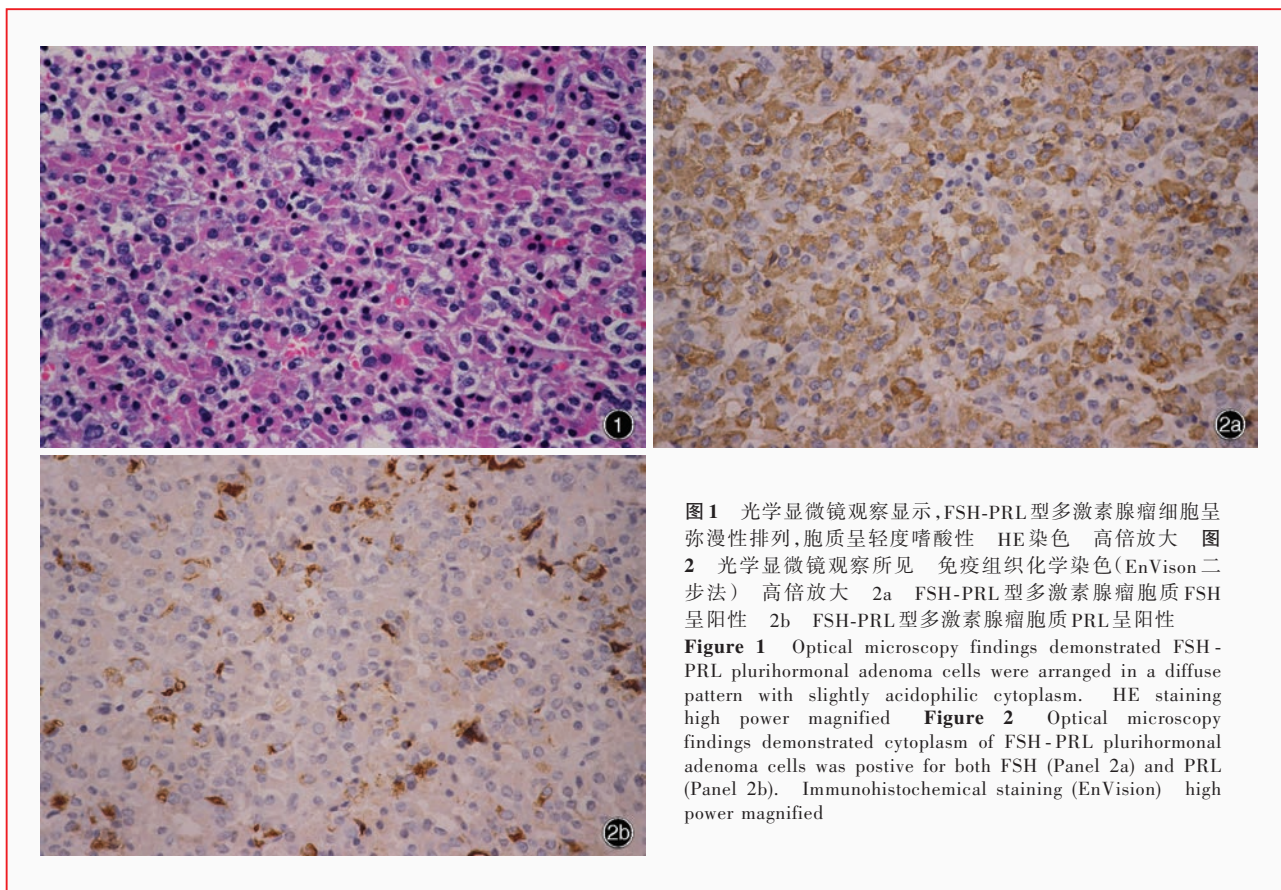 1
2a
2b
图1 光学显微镜观察显示,FSH-PRL型多激素腺瘤细胞呈
弥漫性排列,胞质呈轻度嗜酸性 HE染色 高倍放大 图
2 光学显微镜观察所见 免疫组织化学染色(EnVison二
步法) 高倍放大 2a FSH-PRL型多激素腺瘤胞质FSH
呈阳性 2b FSH-PRL型多激素腺瘤胞质PRL呈阳性
Figure 1 Optical microscopy findings demonstrated FSH-
PRL plurihormonal adenoma cells were arranged in a diffuse
pattern with slightly acidophilic cytoplasm. HE staining
high power magnified Figure 2 Optical microscopy
findings demonstrated cytoplasm of FSH-PRL plurihormonal
adenoma cells was postive for both FSH (Panel 2a) and PRL
(Panel 2b). Immunohistochemical staining (EnVision) high
power magnified